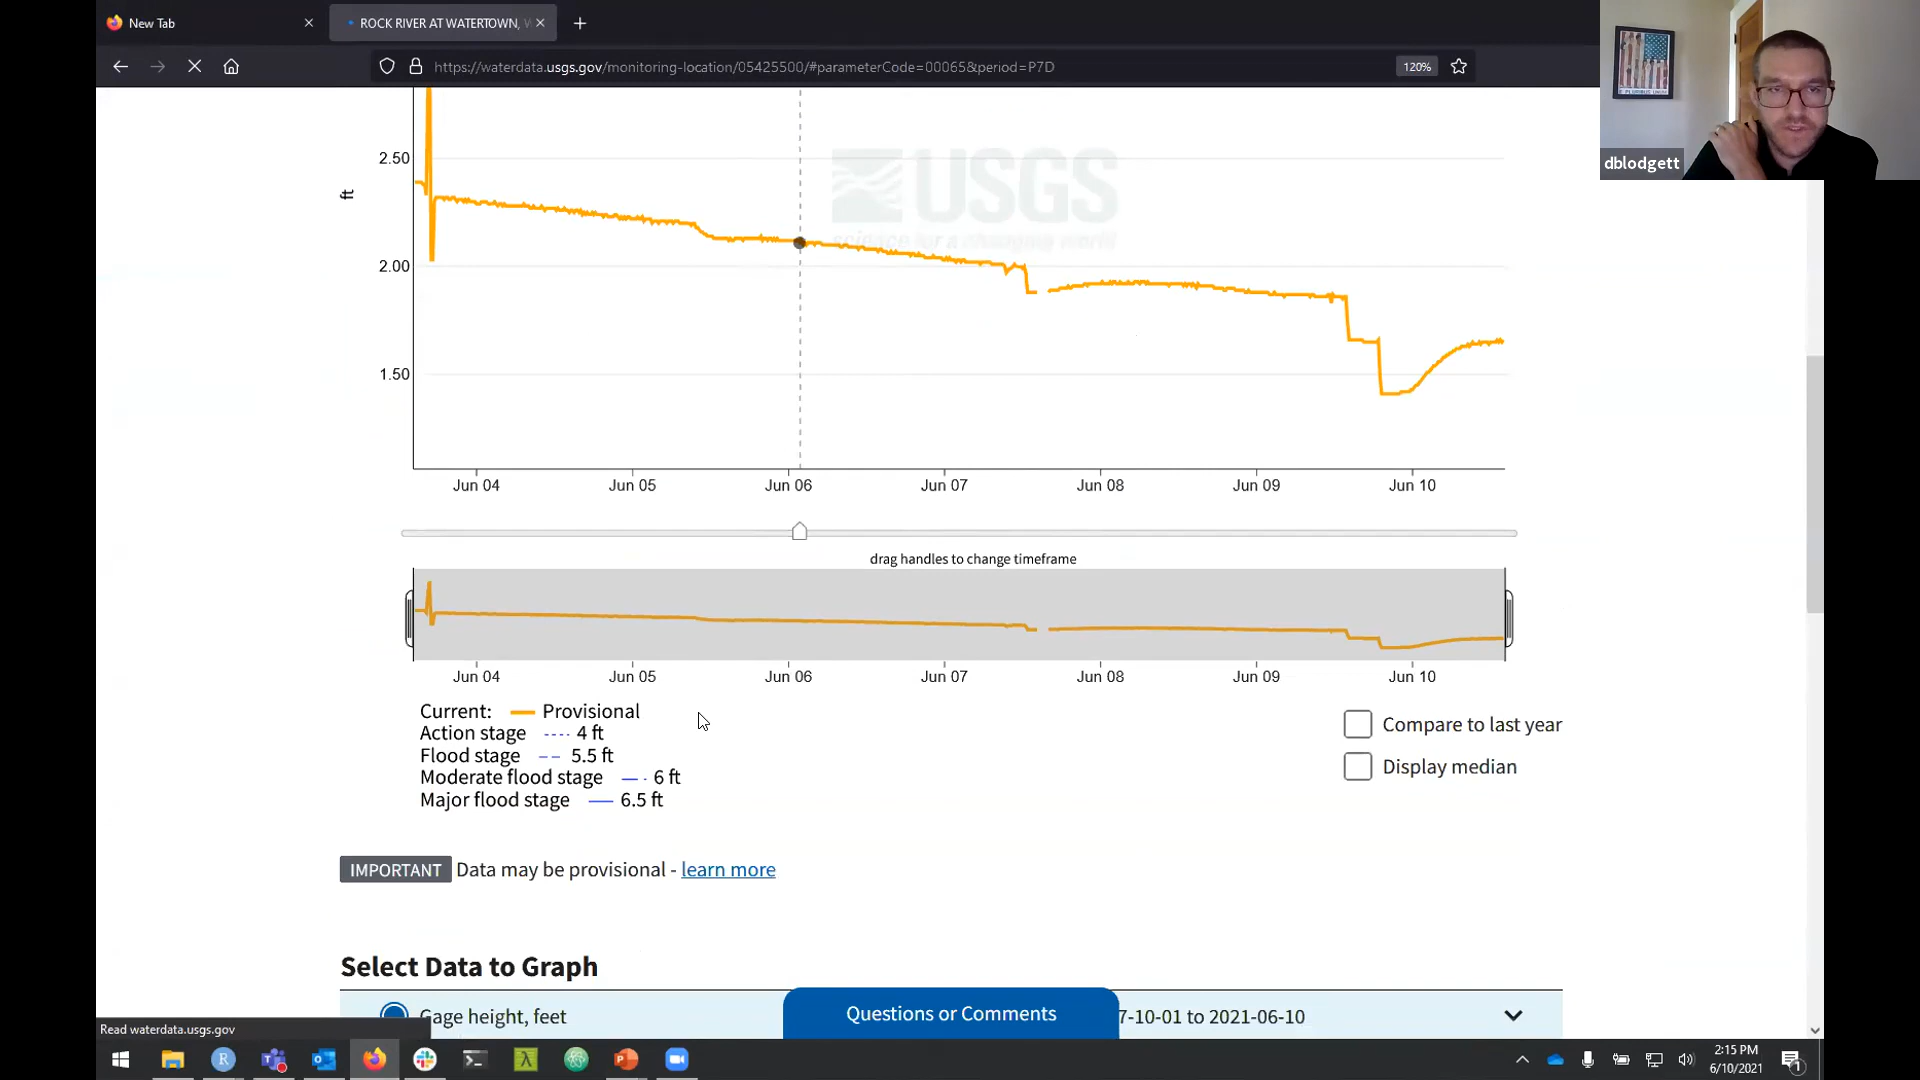 New Tab
ROCK RIVER AT WATERTOWN,
https://waterdata.usgs.gov/monitoring-location/05425500/#parameterCode=00065&period=P7D
120%
dblodgett
2.50
ft
USGS
science for a changing world
2.00
1.50
Jun 04 Jun 05 Jun 06 Jun 07 Jun 08 Jun 09 Jun 10
drag handles to change timeframe
Jun 04 Jun 05 Jun 06 Jun 07 Jun 08 Jun 09 Jun 10
Current: Provisional
Action stage 4 ft
Flood stage 5.5 ft
Moderate flood stage 6 ft
Major flood stage 6.5 ft
Compare to last year
Display median
IMPORTANT Data may be provisional - learn more
Select Data to Graph
Gage height, feet
7-10-01 to 2021-06-10
Questions or Comments
Read waterdata.usgs.gov
2:15 PM
6/10/2021
1